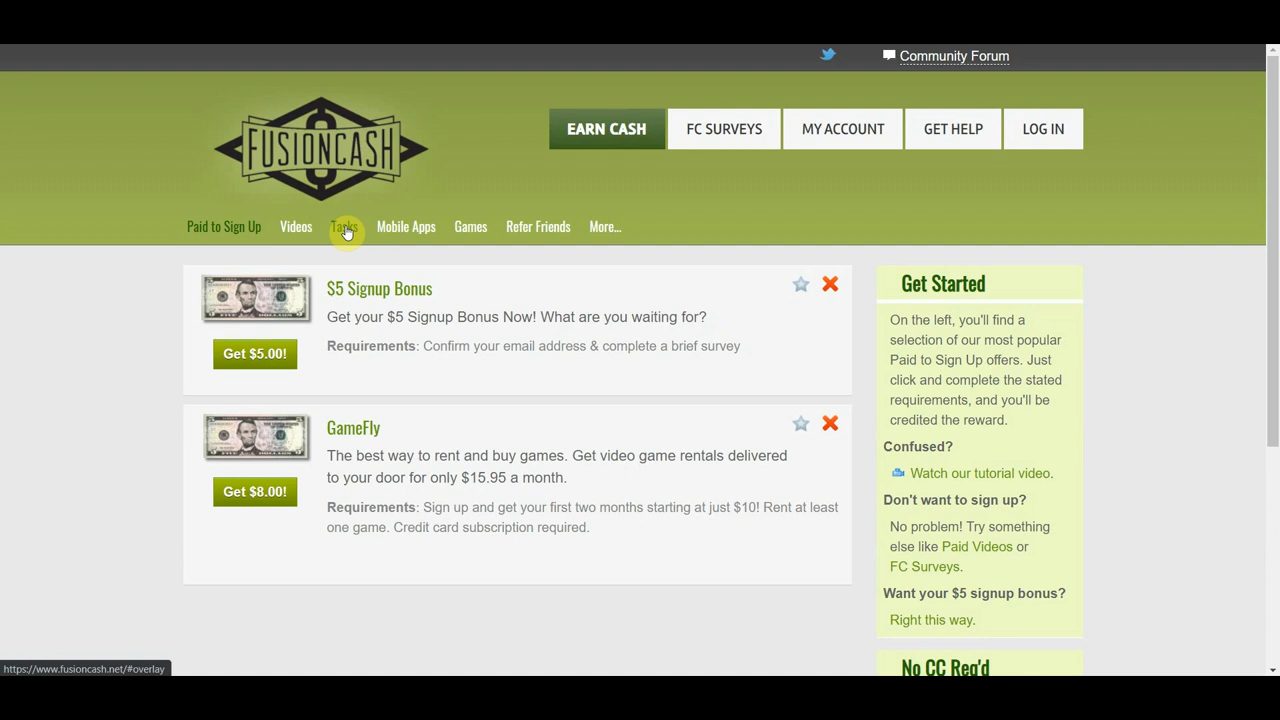 Community Forum
FUSIONCASH
EARN CASH
FC SURVEYS
MY ACCOUNT
GET HELP
LOG IN
Paid to Sign Up
Videos
Tasks
Mobile Apps
Games
Refer Friends
More...
$5 Signup Bonus
Get your $5 Signup Bonus Now! What are you waiting for?
Get $5.00!
Requirements: Confirm your email address & complete a brief survey
GameFly
The best way to rent and buy games. Get video game rentals delivered
to your door for only $15.95 a month.
Get $8.00!
Requirements: Sign up and get your first two months starting at just $10! Rent at least
one game. Credit card subscription required.
Get Started
On the left, you'll find a
selection of our most popular
Paid to Sign Up offers. Just
click and complete the stated
requirements, and you'll be
credited the reward.
Confused?
Watch our tutorial video.
Don't want to sign up?
No problem! Try something
else like Paid Videos or
FC Surveys.
Want your $5 signup bonus?
Right this way.
No CC Req'd
https://www.fusioncash.net/#overlay